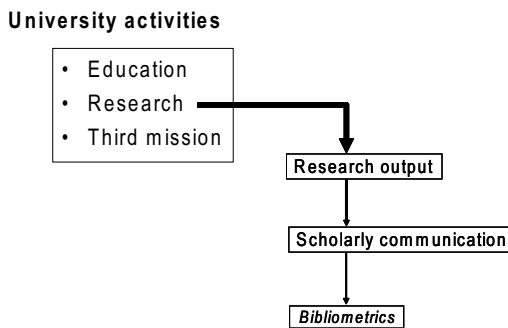 University activities
• Education
• Research
• Third mission
Research output
Scholarly communication
Bibliometrics